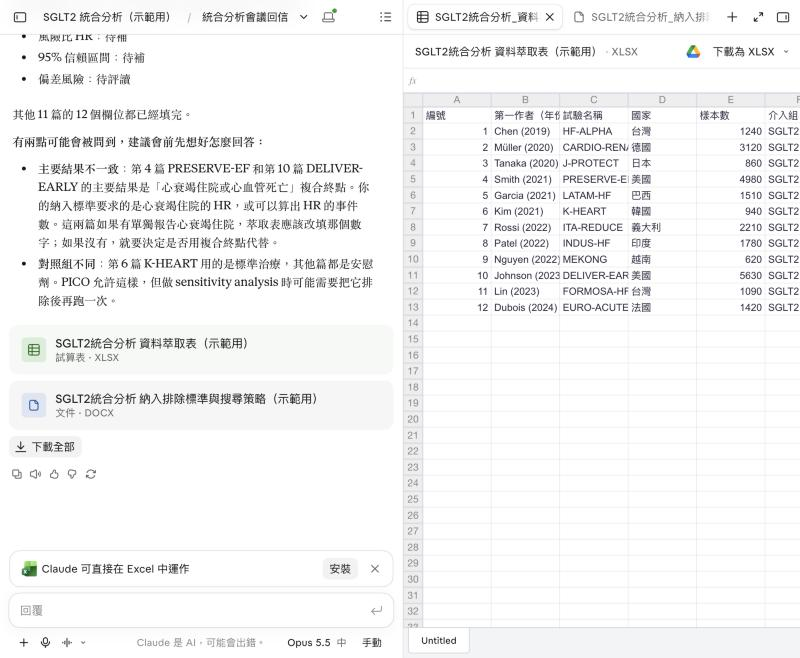 SGLT2 統合分析（示範用） / 統合分析會議回信
風險比 HR：待補
95% 信賴區間：待補
偏差風險：待評讀
其他 11 篇的 12 個欄位都已經填完。
有兩點可能會被問到，建議會前先想好怎麼回答：
主要結果不一致：第 4 篇 PRESERVE-EF 和第 10 篇 DELIVER-
EARLY 的主要結果是「心衰竭住院或心血管死亡」複合終點。你
的納入標準要求的是心衰竭住院的 HR，或可以算出 HR 的事件
數。這兩篇如果有單獨報告心衰竭住院，萃取表應該改填那個數
字；如果沒有，就要決定是否用複合終點代替。
對照組不同：第 6 篇 K-HEART 用的是標準治療，其他篇都是安慰
劑。PICO 允許這樣，但做 sensitivity analysis 時可能需要把它排
除後再跑一次。
SGLT2統合分析 資料萃取表（示範用）
試算表 · XLSX
SGLT2統合分析 納入排除標準與搜尋策略（示範用）
文件 · DOCX
下載全部
Claude 可直接在 Excel 中運作 安裝
回覆
Claude 是 AI，可能會出錯。 Opus 5.5 中 手動
SGLT2統合分析_資料 SGLT2統合分析_納入排
SGLT2統合分析 資料萃取表（示範用） · XLSX 下載為 XLSX
fx
A B C D E F
1 編號 第一作者（年份 試驗名稱 國家 樣本數 介入組
2 1 Chen (2019) HF-ALPHA 台灣 1240 SGLT2
3 2 Müller (2020) CARDIO-RENA 德國 3120 SGLT2
4 3 Tanaka (2020) J-PROTECT 日本 860 SGLT2
5 4 Smith (2021) PRESERVE-E 美國 4980 SGLT2
6 5 Garcia (2021) LATAM-HF 巴西 1510 SGLT2
7 6 Kim (2021) K-HEART 韓國 940 SGLT2
8 7 Rossi (2022) ITA-REDUCE 義大利 2210 SGLT2
9 8 Patel (2022) INDUS-HF 印度 1780 SGLT2
10 9 Nguyen (2022) MEKONG 越南 620 SGLT2
11 10 Johnson (2023 DELIVER-EAR 美國 5630 SGLT2
12 11 Lin (2023) FORMOSA-HF 台灣 1090 SGLT2
13 12 Dubois (2024) EURO-ACUTE 法國 1420 SGLT2
14
15
16
17
18
19
20
21
22
23
24
25
26
27
28
29
30
31
32
33
Untitled